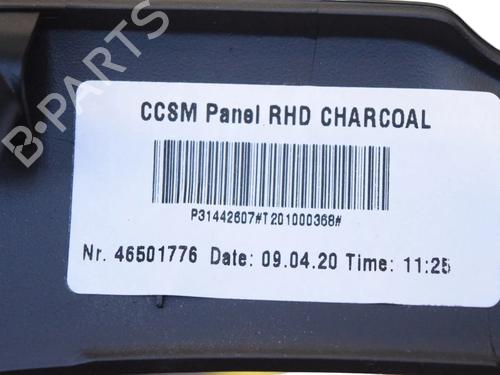 B-PARTS
CCSM Panel RHD CHARCOAL
P31442607#T201000368#
Nr. 46501776 Date: 09.04.20 Time: 11:25